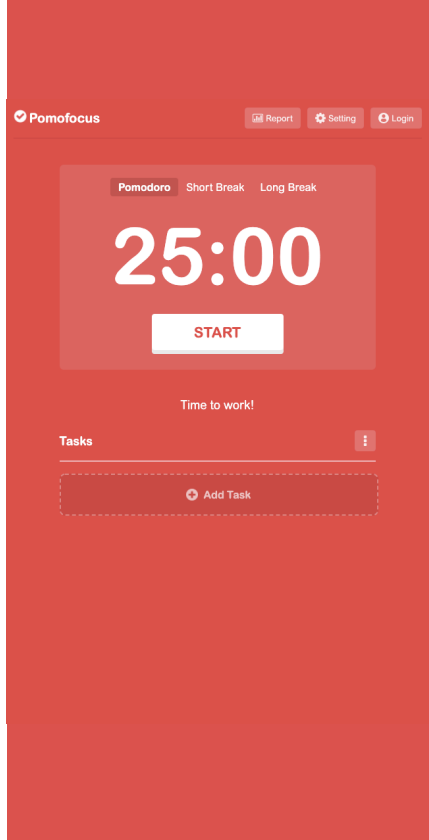 Pomofocus
Report
Setting
Login
Pomodoro
Short Break
Long Break
25:00
START
Time to work!
Tasks
Add Task